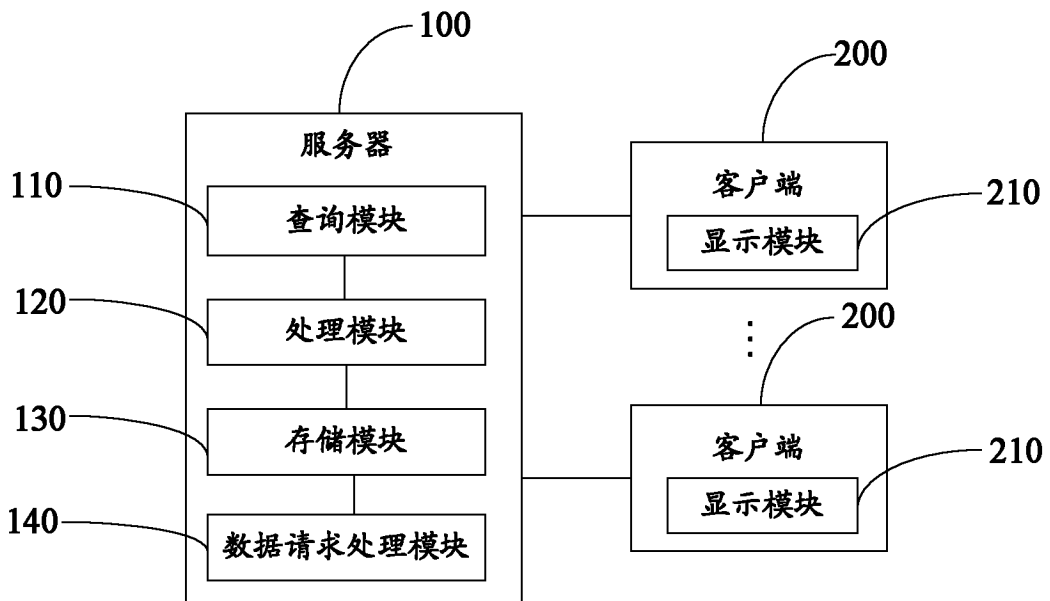 100
服务器
110
查询模块
120
处理模块
130
存储模块
140
数据请求处理模块
200
客户端
210
显示模块
⋮
200
客户端
210
显示模块